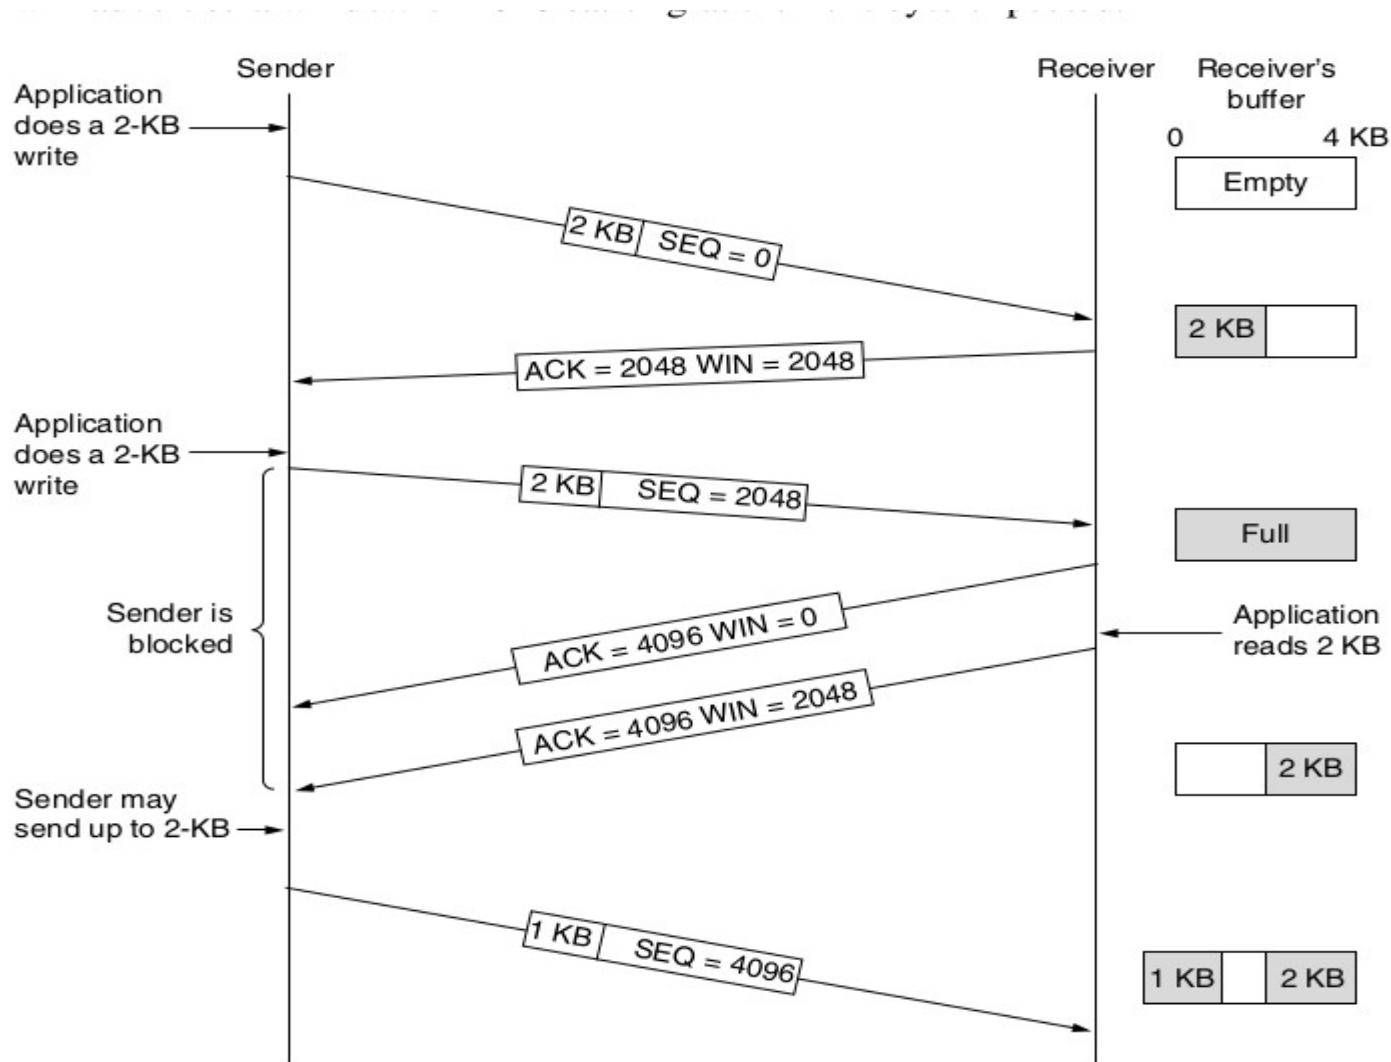 Sender
Receiver
Receiver's
buffer
Application
does a 2-KB
write
0
4 KB
Empty
2 KB
SEQ = 0
2 KB
ACK = 2048 WIN = 2048
Application
does a 2-KB
write
2 KB
SEQ = 2048
Full
Sender is
blocked
Application
reads 2 KB
ACK = 4096 WIN = 0
ACK = 4096 WIN = 2048
2 KB
Sender may
send up to 2-KB
1 KB
SEQ = 4096
1 KB
2 KB